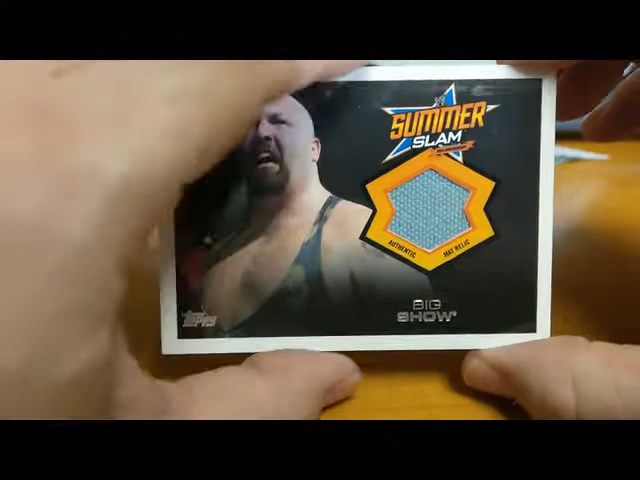 SUMMER
SLAM
AUTHENTIC MAT RELIC
BIG
SHOW
Topps